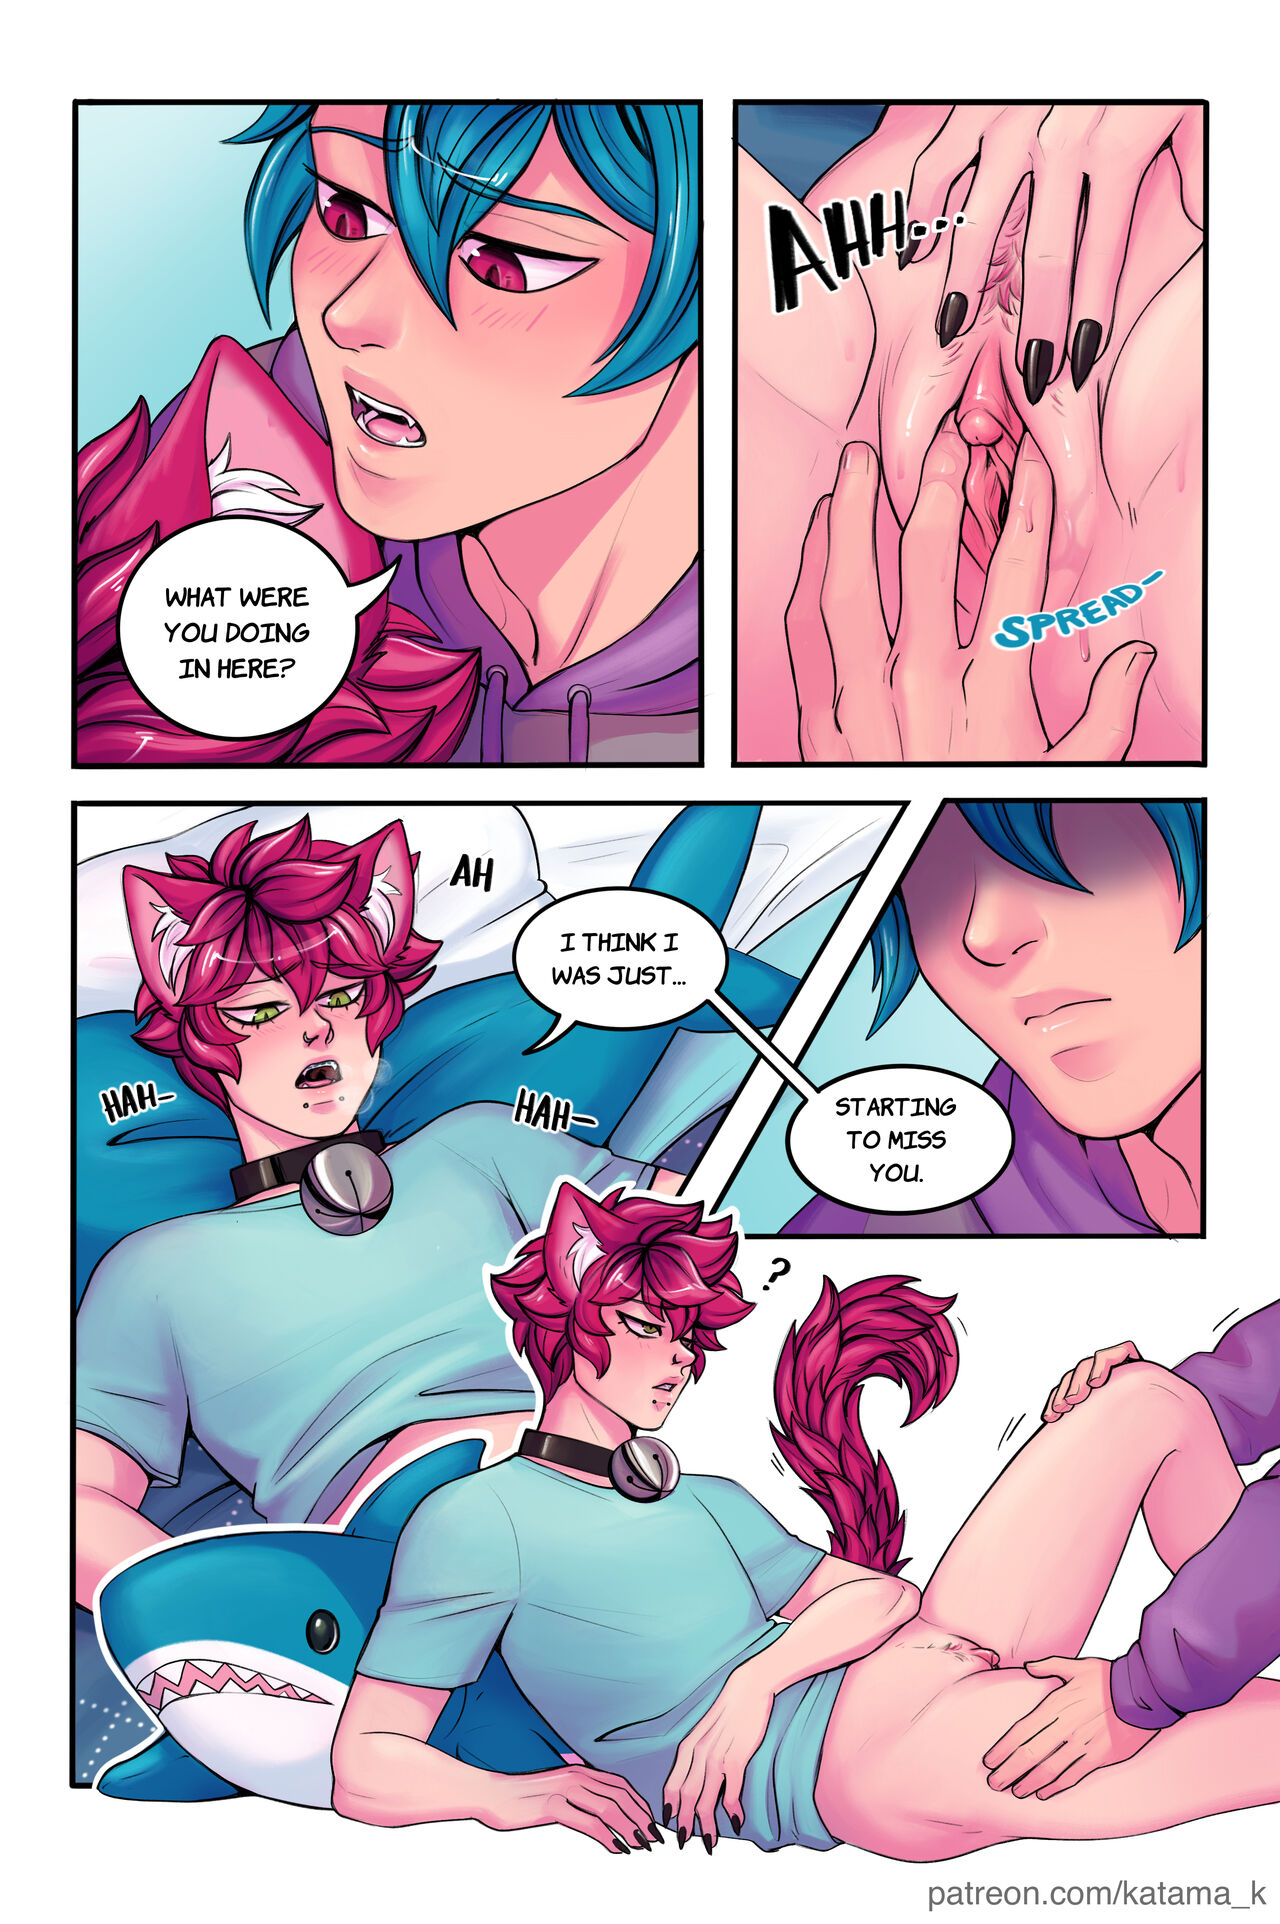 WHAT WERE
YOU DOING
IN HERE?
AHH...
SPREAD-
AH
I THINK I
WAS JUST...
HAH-
HAH-
STARTING
TO MISS
YOU.
?
patreon.com/katama_k